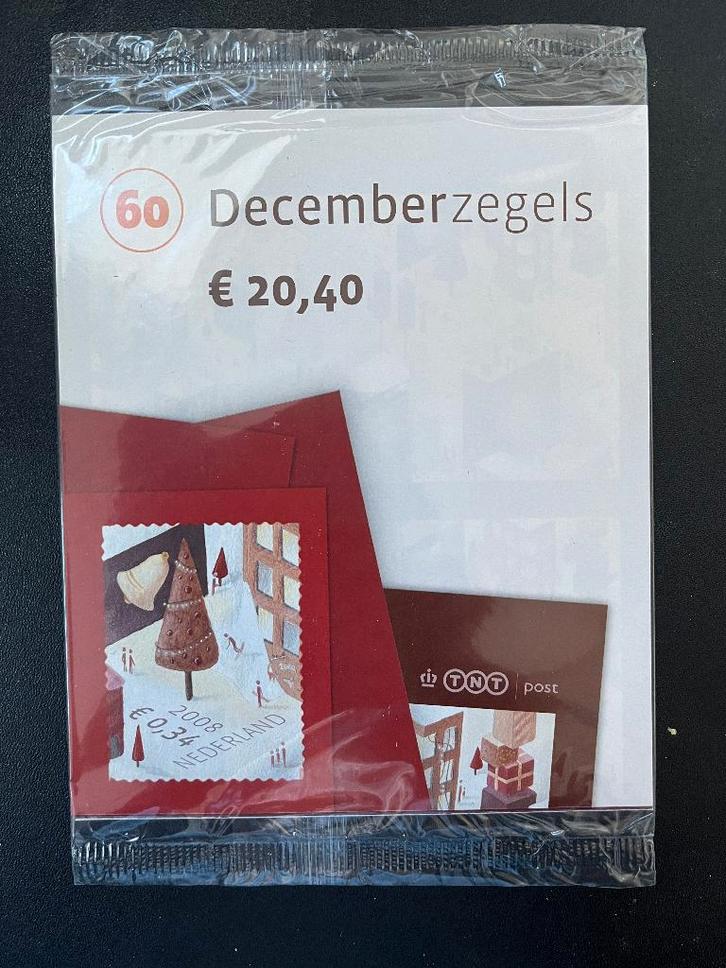 60 Decemberzegels
€ 20,40
2008
€ 0,34
NEDERLAND
TNT post